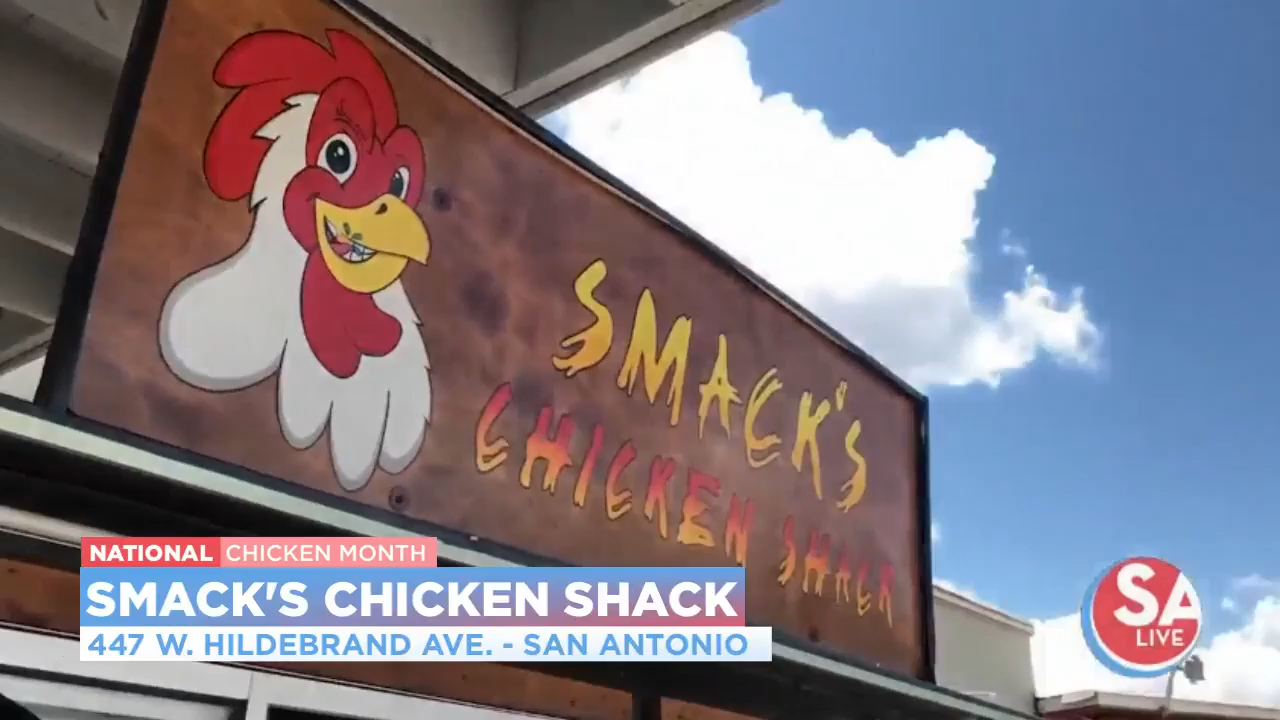 SMACK'S
CHICKEN SHACK
NATIONAL CHICKEN MONTH
SMACK'S CHICKEN SHACK
447 W. HILDEBRAND AVE. - SAN ANTONIO
SA
LIVE